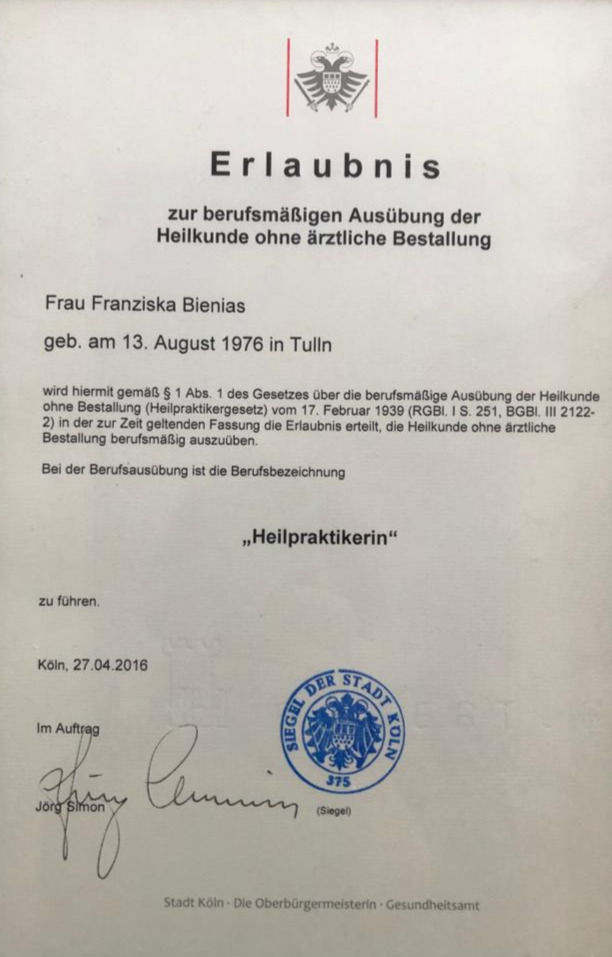 Erlaubnis
zur berufsmäßigen Ausübung der
Heilkunde ohne ärztliche Bestallung
Frau Franziska Bienias
geb. am 13. August 1976 in Tulln
wird hiermit gemäß § 1 Abs. 1 des Gesetzes über die berufsmäßige Ausübung der Heilkunde
ohne Bestallung (Heilpraktikergesetz) vom 17. Februar 1939 (RGBl. I S. 251, BGBl. III 2122-
2) in der zur Zeit geltenden Fassung die Erlaubnis erteilt, die Heilkunde ohne ärztliche
Bestallung berufsmäßig auszuüben.
Bei der Berufsausübung ist die Berufsbezeichnung
„Heilpraktikerin“
zu führen.
Köln, 27.04.2016
SIEGEL DER STADT KÖLN
375
Im Auftrag
Jörg Simon
(Siegel)
Stadt Köln · Die Oberbürgermeisterin · Gesundheitsamt